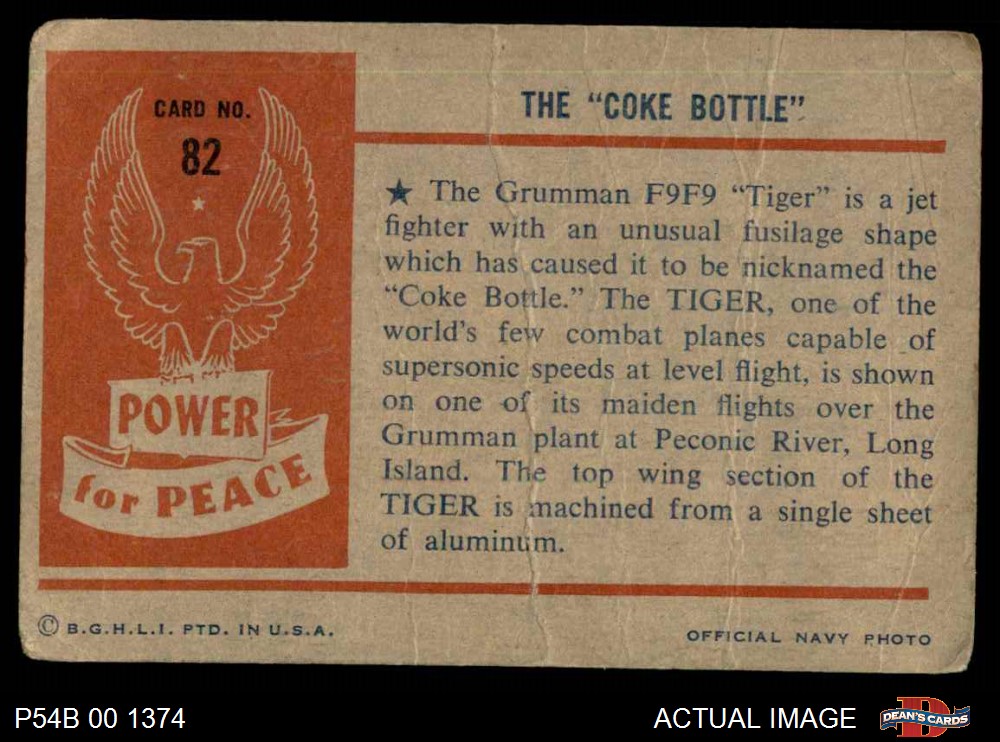 CARD NO.
82
POWER
for PEACE
THE “COKE BOTTLE”
★ The Grumman F9F9 “Tiger” is a jet
fighter with an unusual fusilage shape
which has caused it to be nicknamed the
“Coke Bottle.” The TIGER, one of the
world's few combat planes capable of
supersonic speeds at level flight, is shown
on one of its maiden flights over the
Grumman plant at Peconic River, Long
Island. The top wing section of the
TIGER is machined from a single sheet
of aluminum.
© B.G.H.L.I. PTD. IN U.S.A.
OFFICIAL NAVY PHOTO
P54B 00 1374
ACTUAL IMAGE
D
DEAN'S CARDS